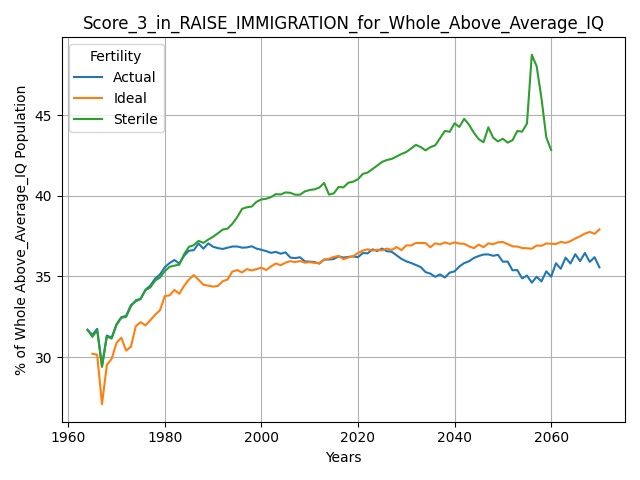 Score_3_in_RAISE_IMMIGRATION_for_Whole_Above_Average_IQ
Fertility
Actual
Ideal
Sterile
% of Whole Above_Average_IQ Population
45
40
35
30
1960
1980
2000
2020
2040
2060
Years